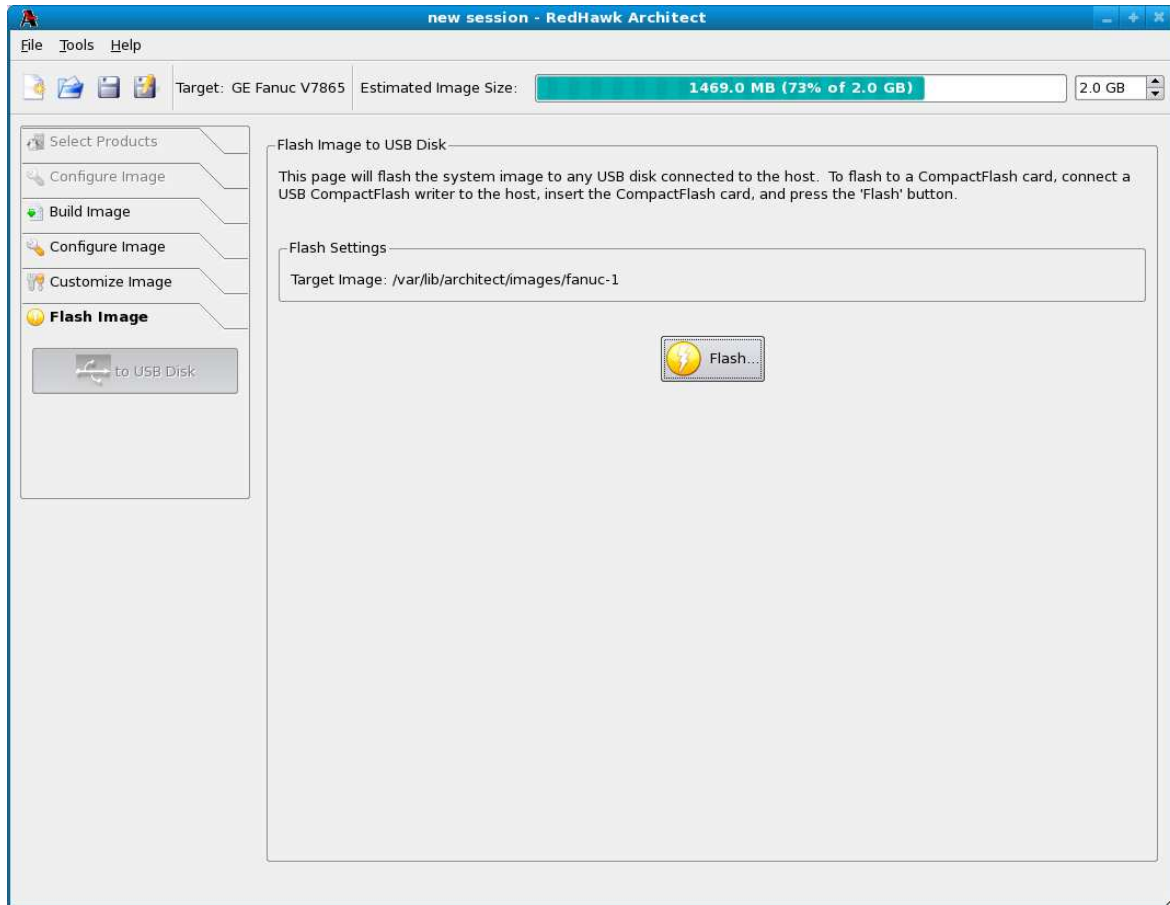 new session - RedHawk Architect
File Tools Help
Target: GE Fanuc V7865 Estimated Image Size: 1469.0 MB (73% of 2.0 GB) 2.0 GB
Select Products
Configure Image
Build Image
Configure Image
Customize Image
Flash Image
to USB Disk
Flash Image to USB Disk
This page will flash the system image to any USB disk connected to the host. To flash to a CompactFlash card, connect a
USB CompactFlash writer to the host, insert the CompactFlash card, and press the 'Flash' button.
Flash Settings
Target Image: /var/lib/architect/images/fanuc-1
Flash...